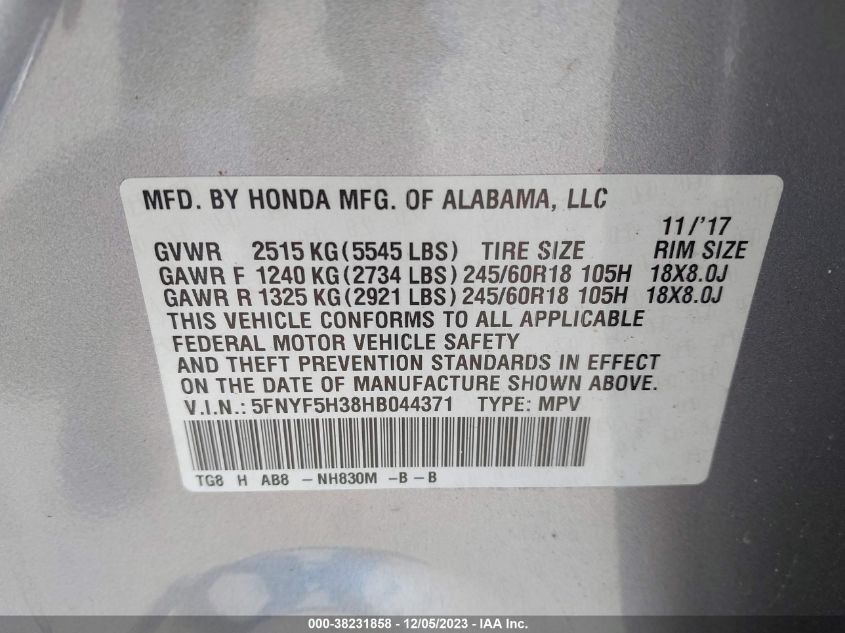 MFD. BY HONDA MFG. OF ALABAMA, LLC
11/'17
GVWR 2515 KG (5545 LBS) TIRE SIZE RIM SIZE
GAWR F 1240 KG (2734 LBS) 245/60R18 105H 18X8.0J
GAWR R 1325 KG (2921 LBS) 245/60R18 105H 18X8.0J
THIS VEHICLE CONFORMS TO ALL APPLICABLE
FEDERAL MOTOR VEHICLE SAFETY
AND THEFT PREVENTION STANDARDS IN EFFECT
ON THE DATE OF MANUFACTURE SHOWN ABOVE.
V.I.N.: 5FNYF5H38HB044371 TYPE: MPV
TG8 H AB8 - NH830M - B - B
000-38231858 - 12/05/2023 - IAA Inc.